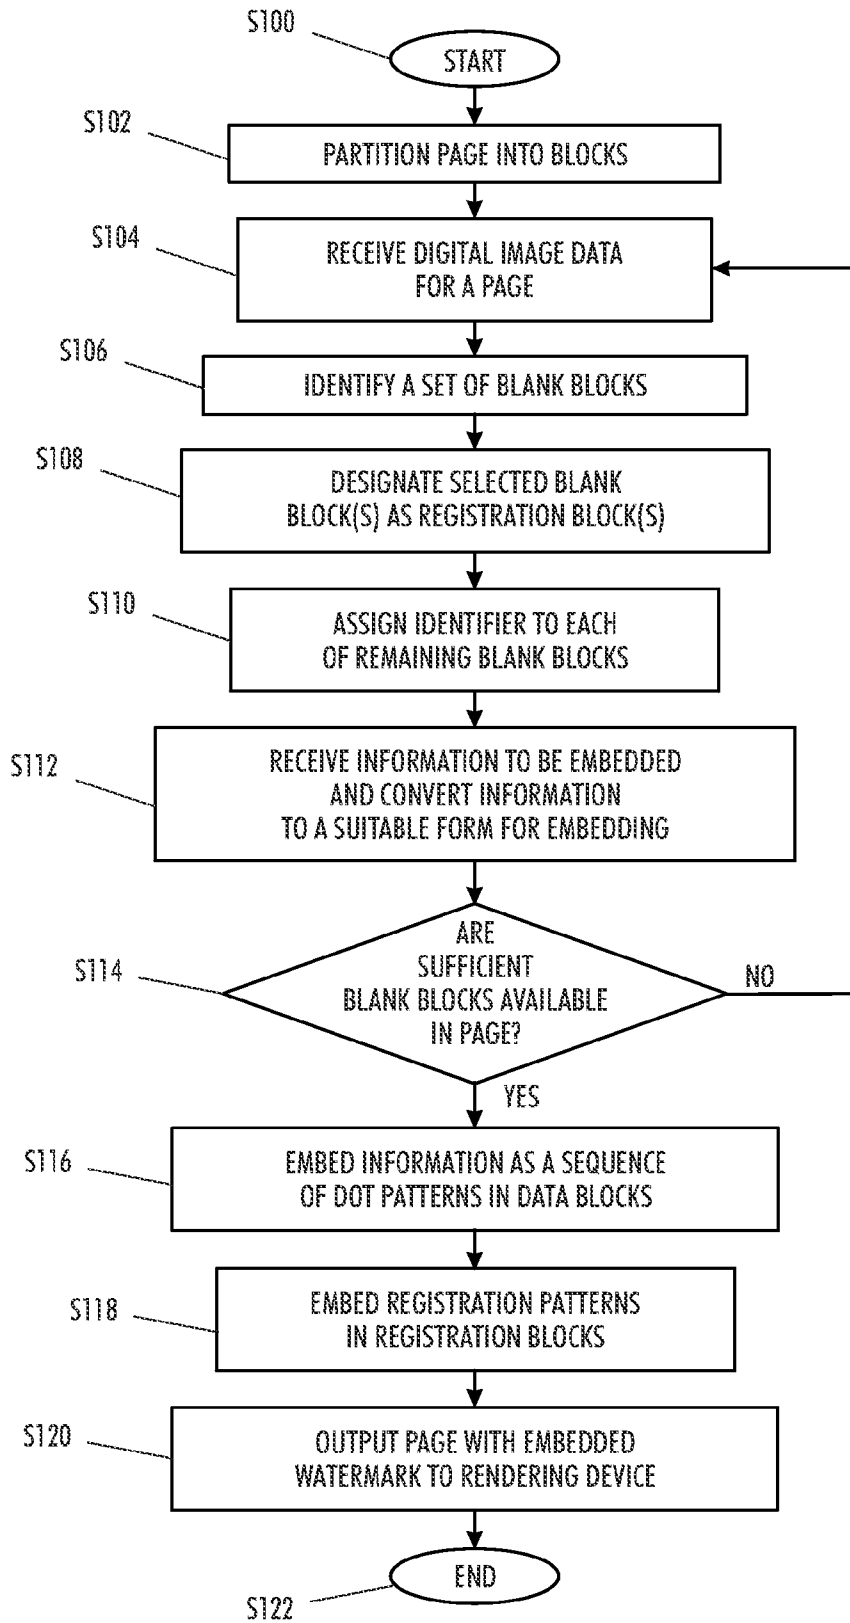 S100
START
S102
PARTITION PAGE INTO BLOCKS
S104
RECEIVE DIGITAL IMAGE DATA
FOR A PAGE
S106
IDENTIFY A SET OF BLANK BLOCKS
S108
DESIGNATE SELECTED BLANK
BLOCK(S) AS REGISTRATION BLOCK(S)
S110
ASSIGN IDENTIFIER TO EACH
OF REMAINING BLANK BLOCKS
S112
RECEIVE INFORMATION TO BE EMBEDDED
AND CONVERT INFORMATION
TO A SUITABLE FORM FOR EMBEDDING
S114
ARE
SUFFICIENT
BLANK BLOCKS AVAILABLE
IN PAGE?
NO
YES
S116
EMBED INFORMATION AS A SEQUENCE
OF DOT PATTERNS IN DATA BLOCKS
S118
EMBED REGISTRATION PATTERNS
IN REGISTRATION BLOCKS
S120
OUTPUT PAGE WITH EMBEDDED
WATERMARK TO RENDERING DEVICE
END
S122